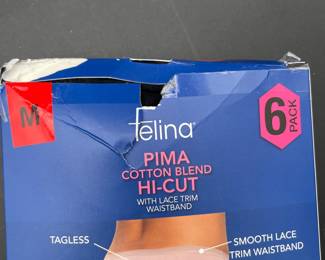 M
felina®
6
PACK
PIMA
COTTON BLEND
HI-CUT
WITH LACE TRIM
WAISTBAND
TAGLESS
SMOOTH LACE
TRIM WAISTBAND